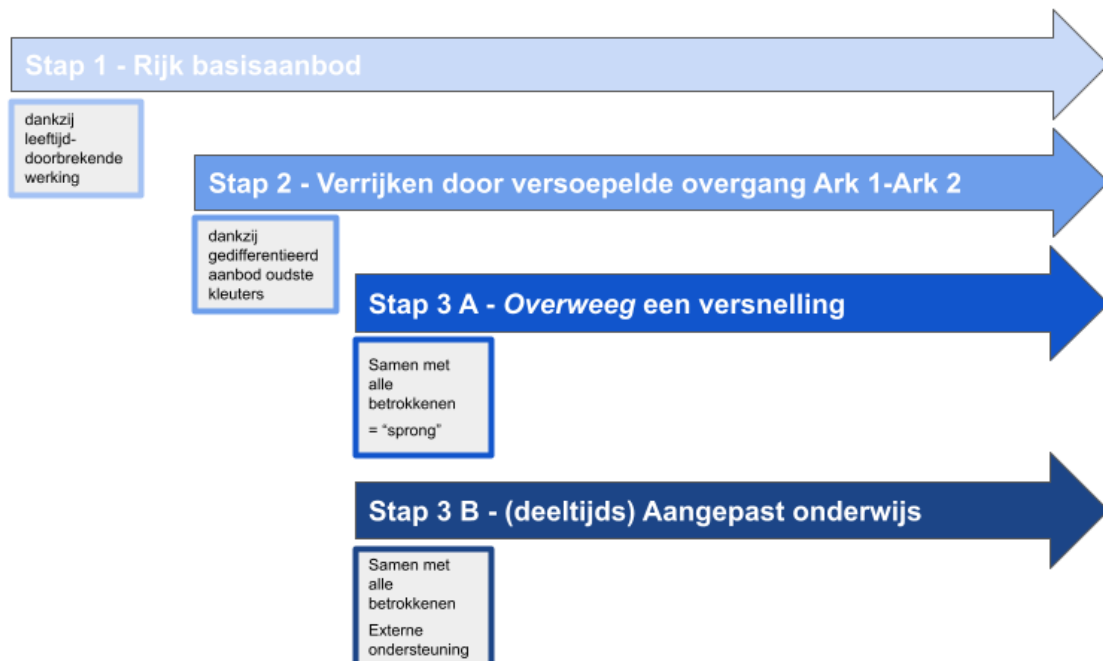 Stap 1 - Rijk basisaanbod
dankzij
leeftijd-
doorbrekende
werking
Stap 2 - Verrijken door versoepelde overgang Ark 1-Ark 2
dankzij
gedifferentieerd
aanbod oudste
kleuters
Stap 3 A - Overweeg een versnelling
Samen met
alle
betrokkenen
= “sprong”
Stap 3 B - (deeltijds) Aangepast onderwijs
Samen met
alle
betrokkenen
Externe
ondersteuning